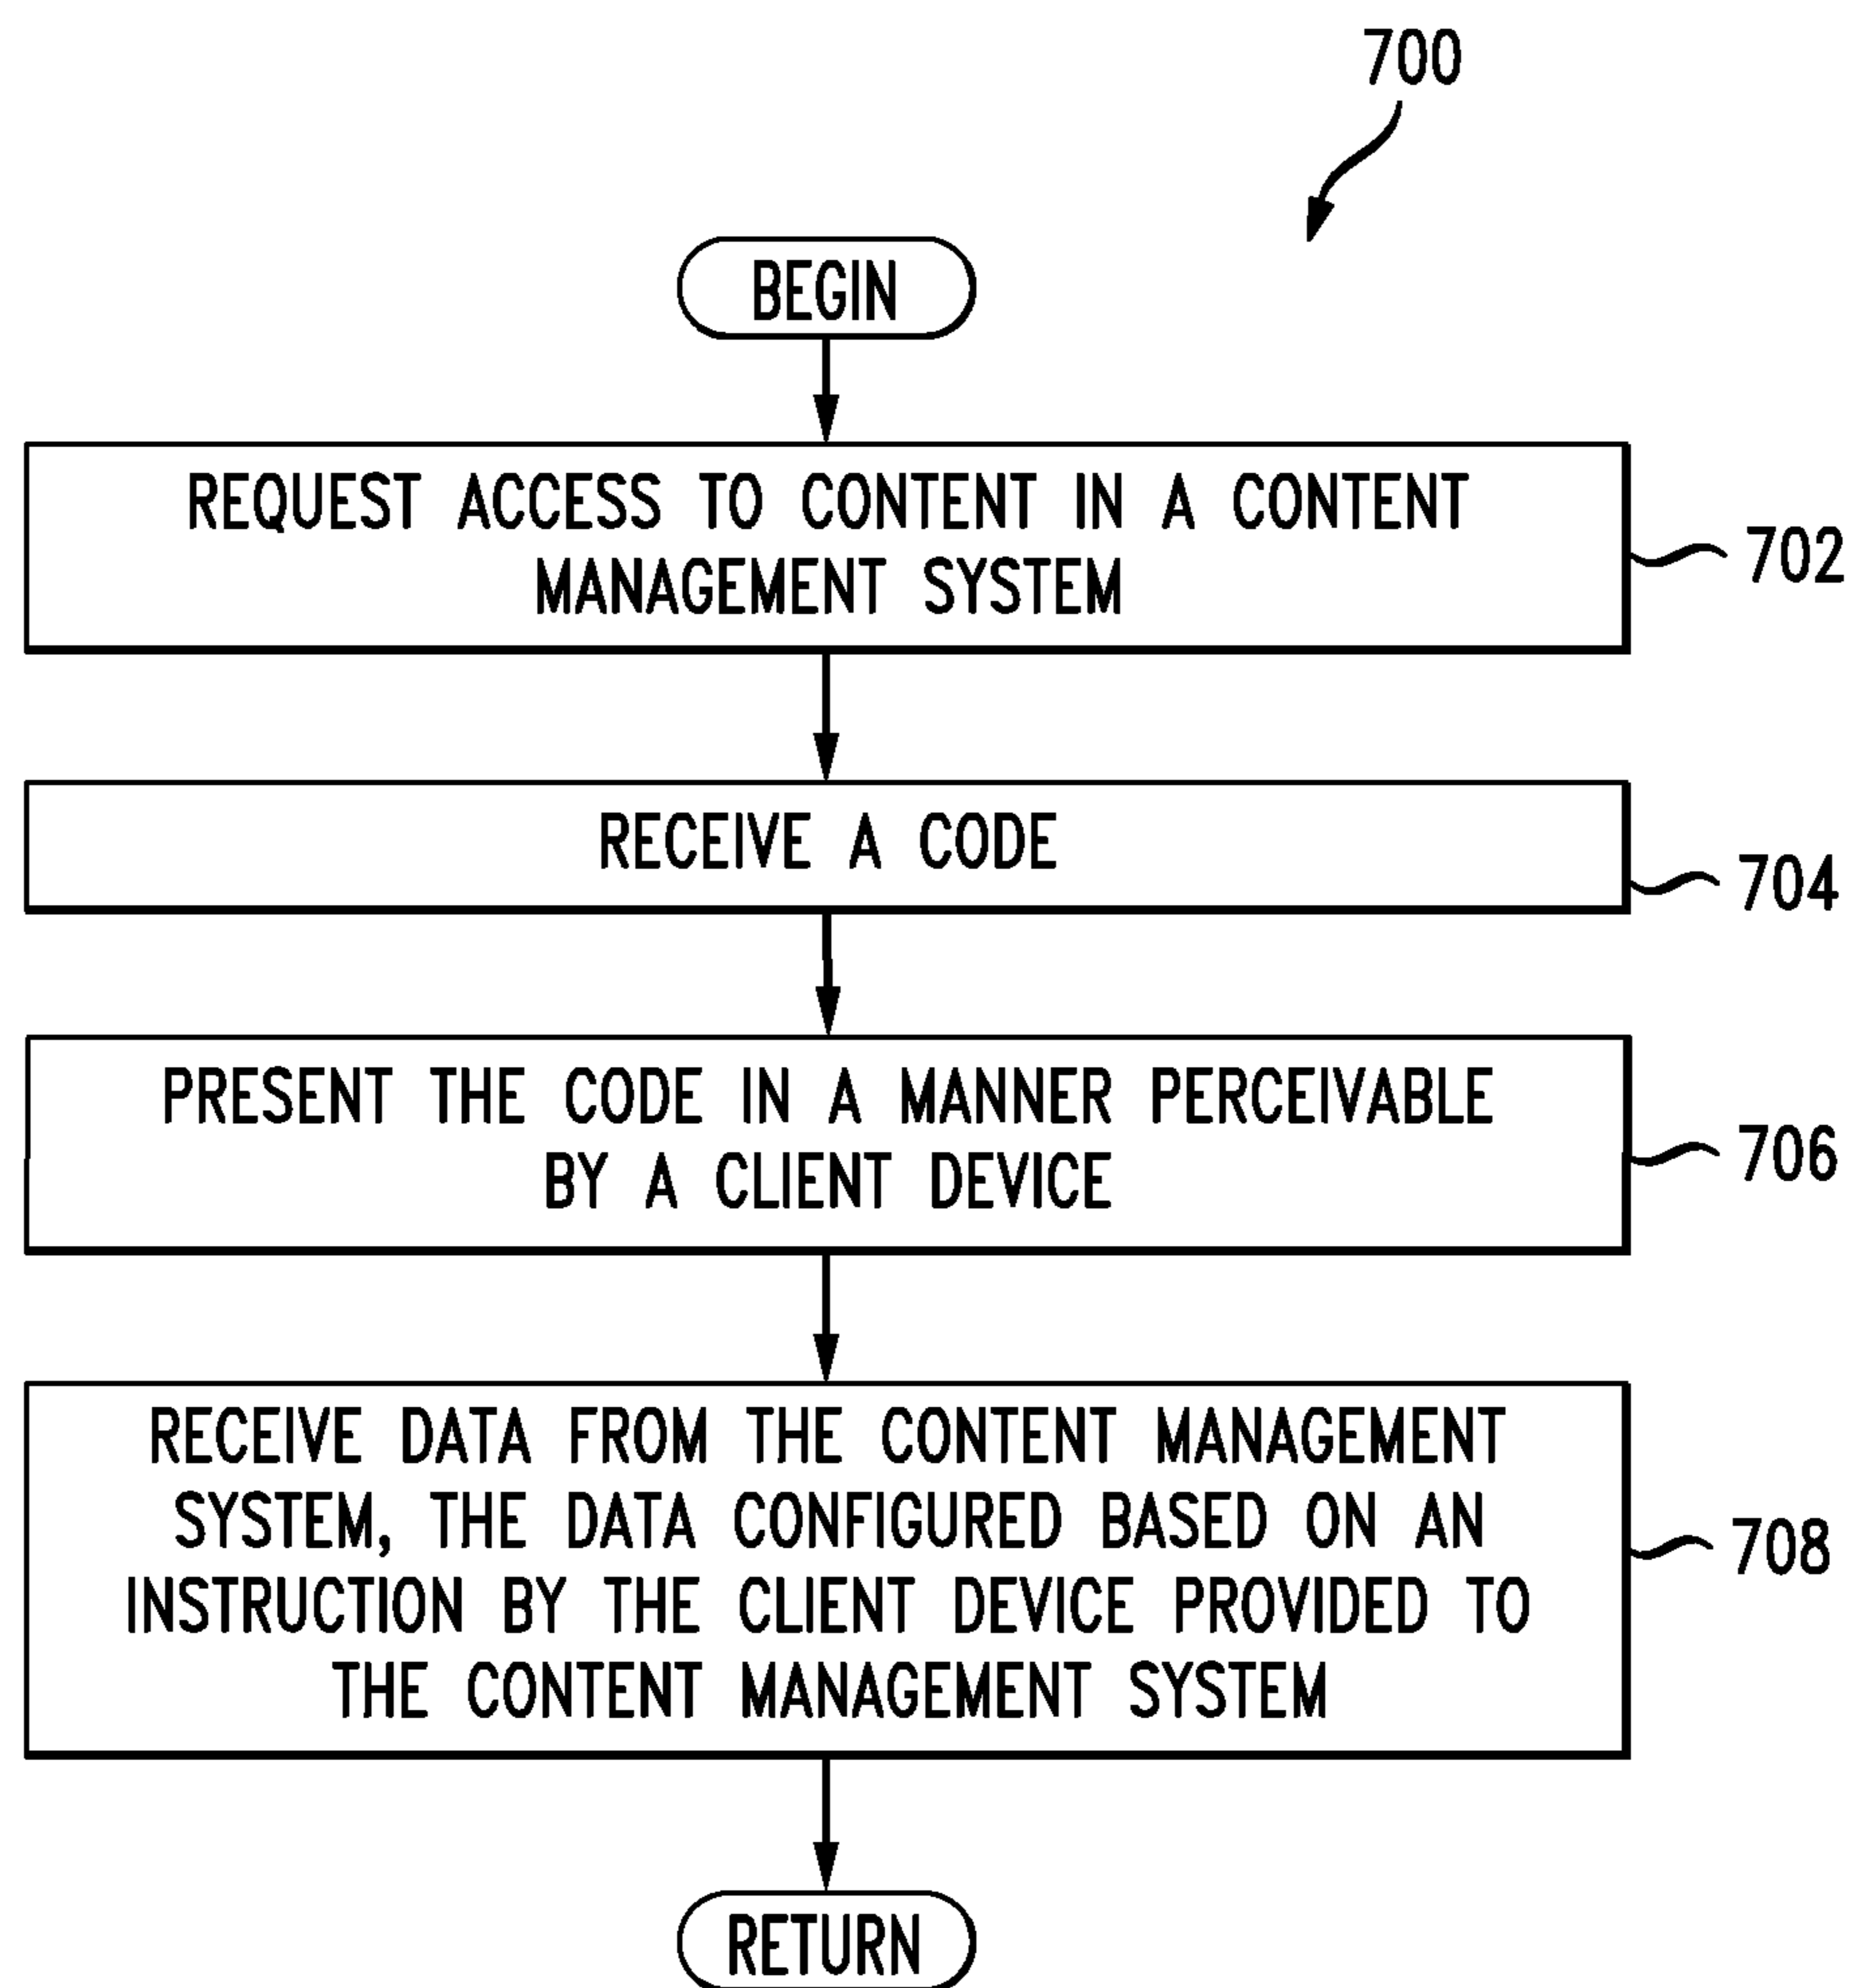 700
BEGIN
REQUEST ACCESS TO CONTENT IN A CONTENT
MANAGEMENT SYSTEM
702
RECEIVE A CODE
704
PRESENT THE CODE IN A MANNER PERCEIVABLE
BY A CLIENT DEVICE
706
RECEIVE DATA FROM THE CONTENT MANAGEMENT
SYSTEM, THE DATA CONFIGURED BASED ON AN
INSTRUCTION BY THE CLIENT DEVICE PROVIDED TO
THE CONTENT MANAGEMENT SYSTEM
708
RETURN